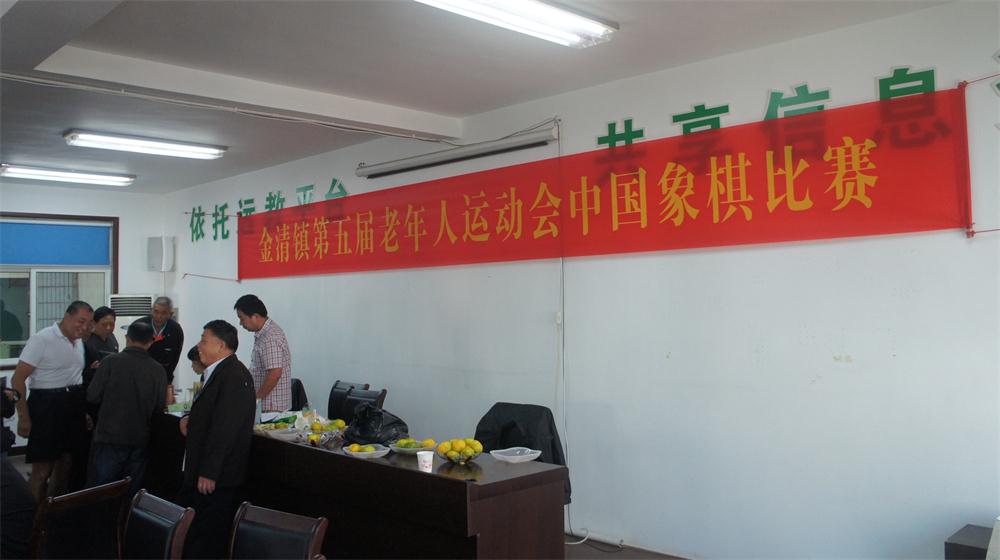 依托远教平台
共享信息
金清镇第五届老年人运动会中国象棋比赛